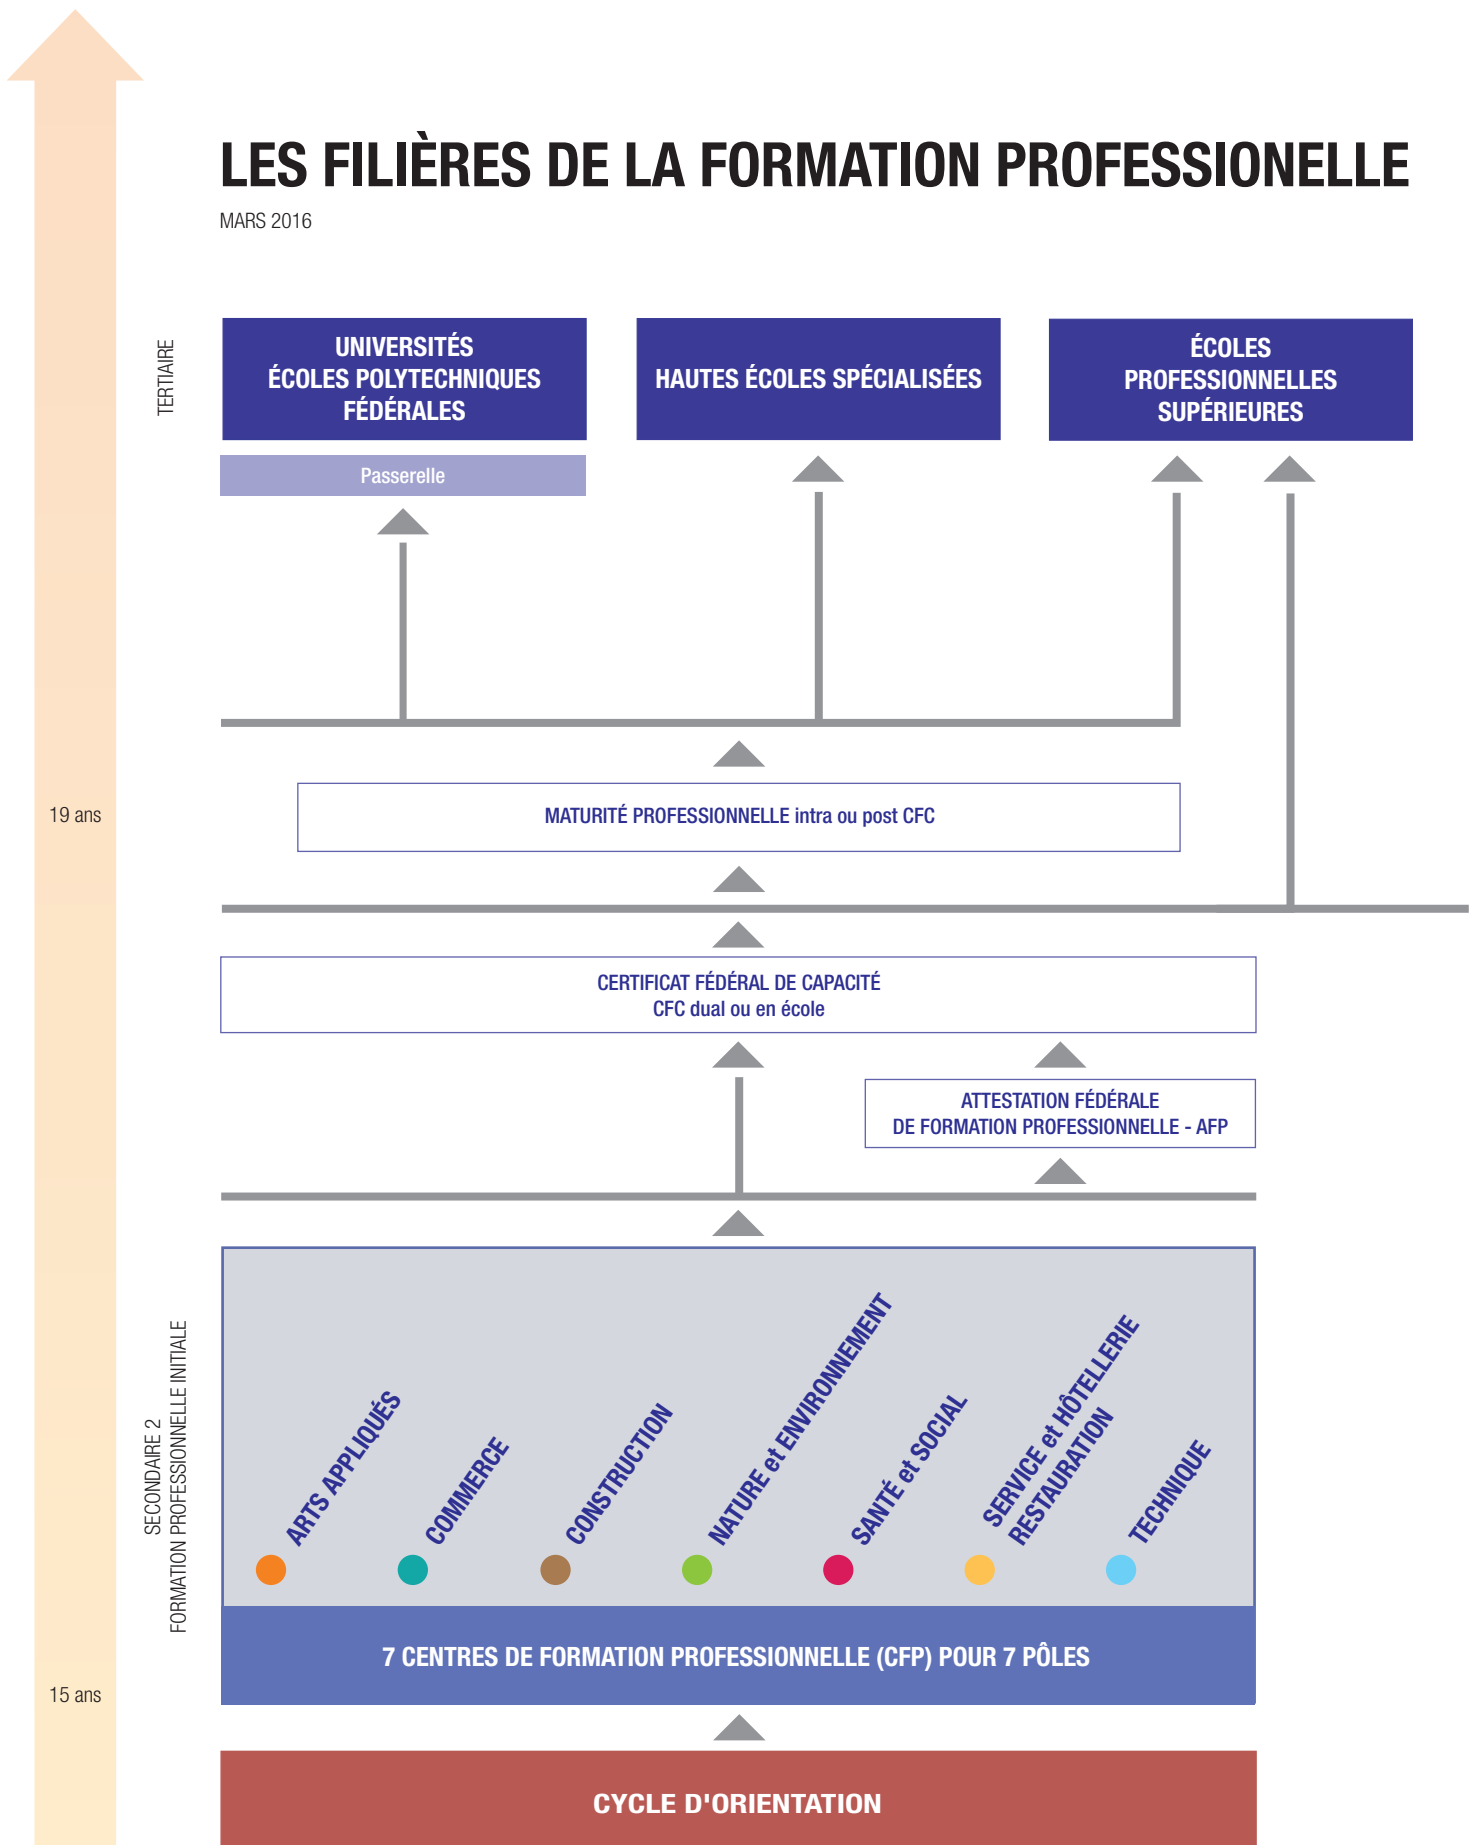 LES FILIÈRES DE LA FORMATION PROFESSIONELLE
MARS 2016
TERTIAIRE
UNIVERSITÉS
ÉCOLES POLYTECHNIQUES
FÉDÉRALES
HAUTES ÉCOLES SPÉCIALISÉES
ÉCOLES
PROFESSIONNELLES
SUPÉRIEURES
Passerelle
19 ans
MATURITÉ PROFESSIONNELLE intra ou post CFC
CERTIFICAT FÉDÉRAL DE CAPACITÉ
CFC dual ou en école
ATTESTATION FÉDÉRALE
DE FORMATION PROFESSIONNELLE - AFP
SECONDAIRE 2
FORMATION PROFESSIONNELLE INITIALE
ARTS APPLIQUÉS
COMMERCE
CONSTRUCTION
NATURE et ENVIRONNEMENT
SANTÉ et SOCIAL
SERVICE et HÔTELLERIE
RESTAURATION
TECHNIQUE
7 CENTRES DE FORMATION PROFESSIONNELLE (CFP) POUR 7 PÔLES
15 ans
CYCLE D'ORIENTATION